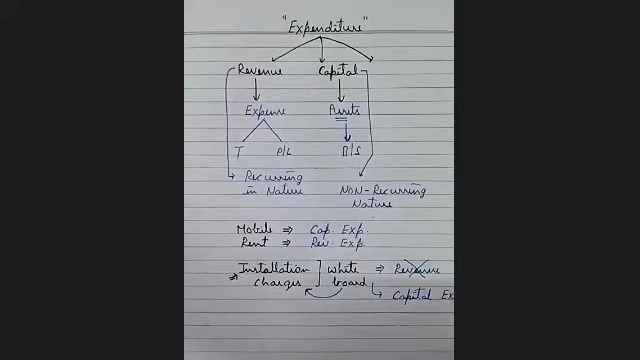 "Expenditure"
Revenue Capital
Expense Assets
T P/L B/S
Recurring in Nature
NON-Recurring Nature
Mobile ⇒ Cap. Exp.
Rent ⇒ Rev. Exp.
⇒ Installation charges ] white board ⇒ Revenue
Capital Ex